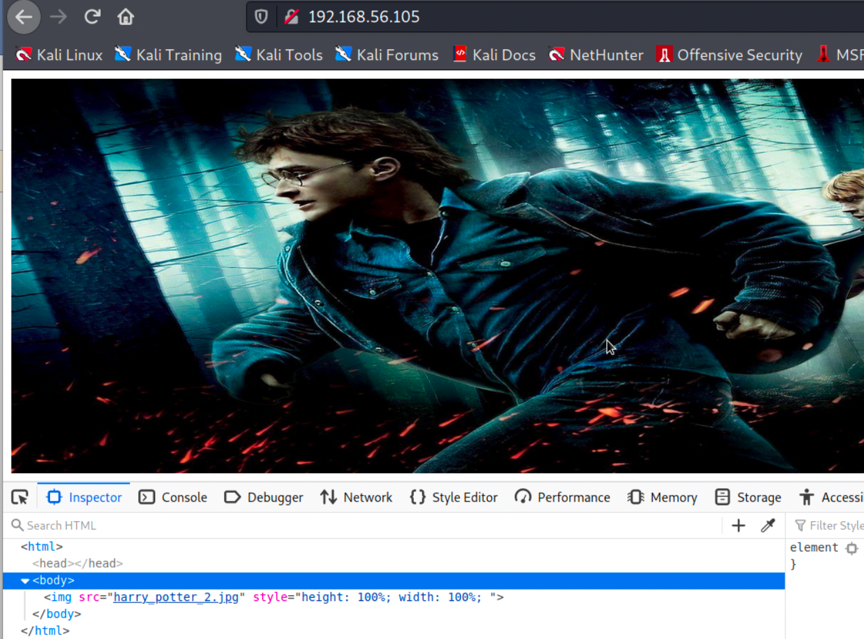 192.168.56.105
Kali Linux Kali Training Kali Tools Kali Forums Kali Docs NetHunter Offensive Security MSF
Inspector Console Debugger Network {} Style Editor Performance Memory Storage Accessi
Search HTML + Filter Style
<html>
<head></head>
<body>
<img src="harry_potter_2.jpg" style="height: 100%; width: 100%; ">
</body>
</html>
element
}